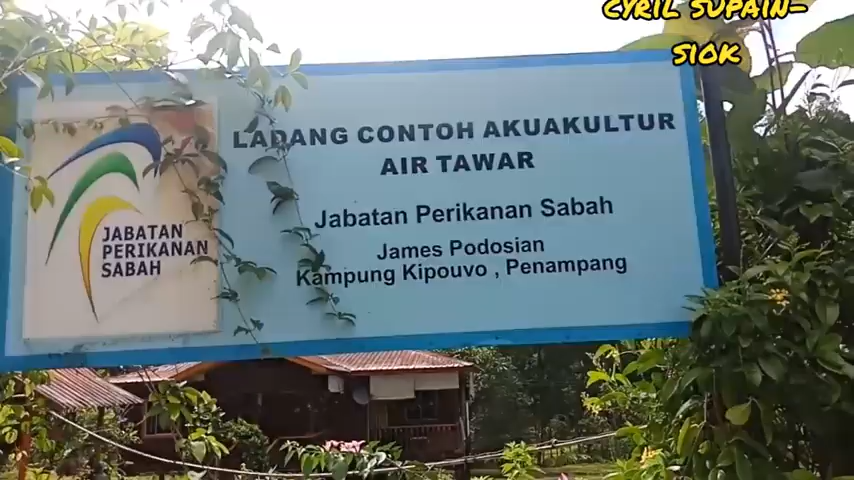 CYRIL SUPAIN-
SIOK
LADANG CONTOH AKUAKULTUR
AIR TAWAR
Jabatan Perikanan Sabah
James Podosian
Kampung Kipouvo , Penampang
JABATAN
PERIKANAN
SABAH